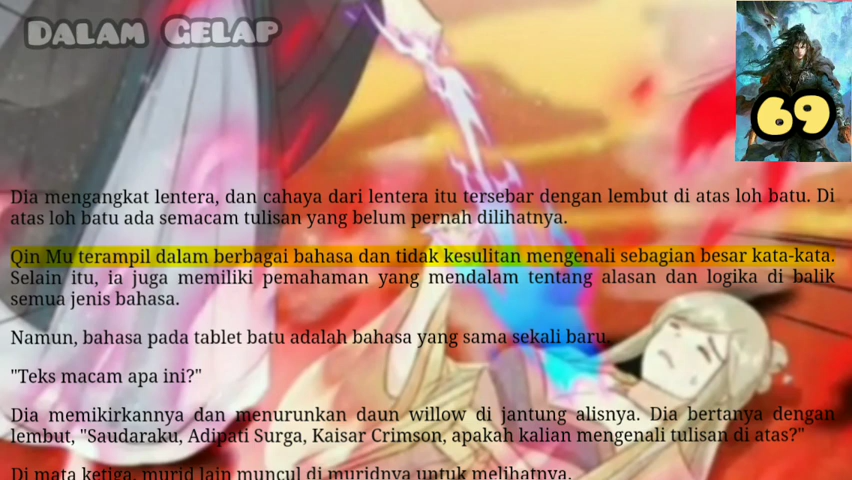 Dalam Gelap
69
Dia mengangkat lentera, dan cahaya dari lentera itu tersebar dengan lembut di atas loh batu. Di
atas loh batu ada semacam tulisan yang belum pernah dilihatnya.
Qin Mu terampil dalam berbagai bahasa dan tidak kesulitan mengenali sebagian besar kata-kata.
Selain itu, ia juga memiliki pemahaman yang mendalam tentang alasan dan logika di balik
semua jenis bahasa.
Namun, bahasa pada tablet batu adalah bahasa yang sama sekali baru.
"Teks macam apa ini?"
Dia memikirkannya dan menurunkan daun willow di jantung alisnya. Dia bertanya dengan
lembut, "Saudaraku, Adipati Surga, Kaisar Crimson, apakah kalian mengenali tulisan di atas?"
Di mata ketiga, murid lain muncul di muridnya untuk melihatnya.